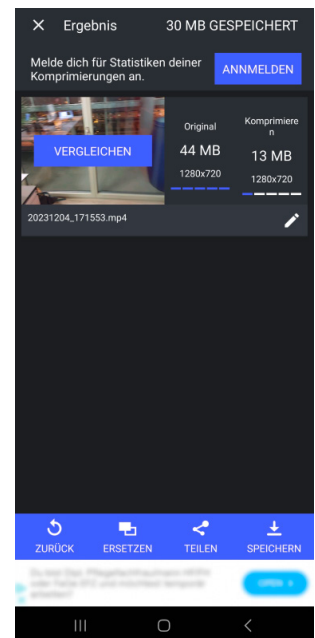 Ergebnis 30 MB GESPEICHERT
Melde dich für Statistiken deiner
Komprimierungen an.
ANNMELDEN
VERGLEICHEN
Original
44 MB
1280x720
Komprimiere
n
13 MB
1280x720
20231204_171553.mp4
ZURÜCK ERSETZEN TEILEN SPEICHERN
OPEN